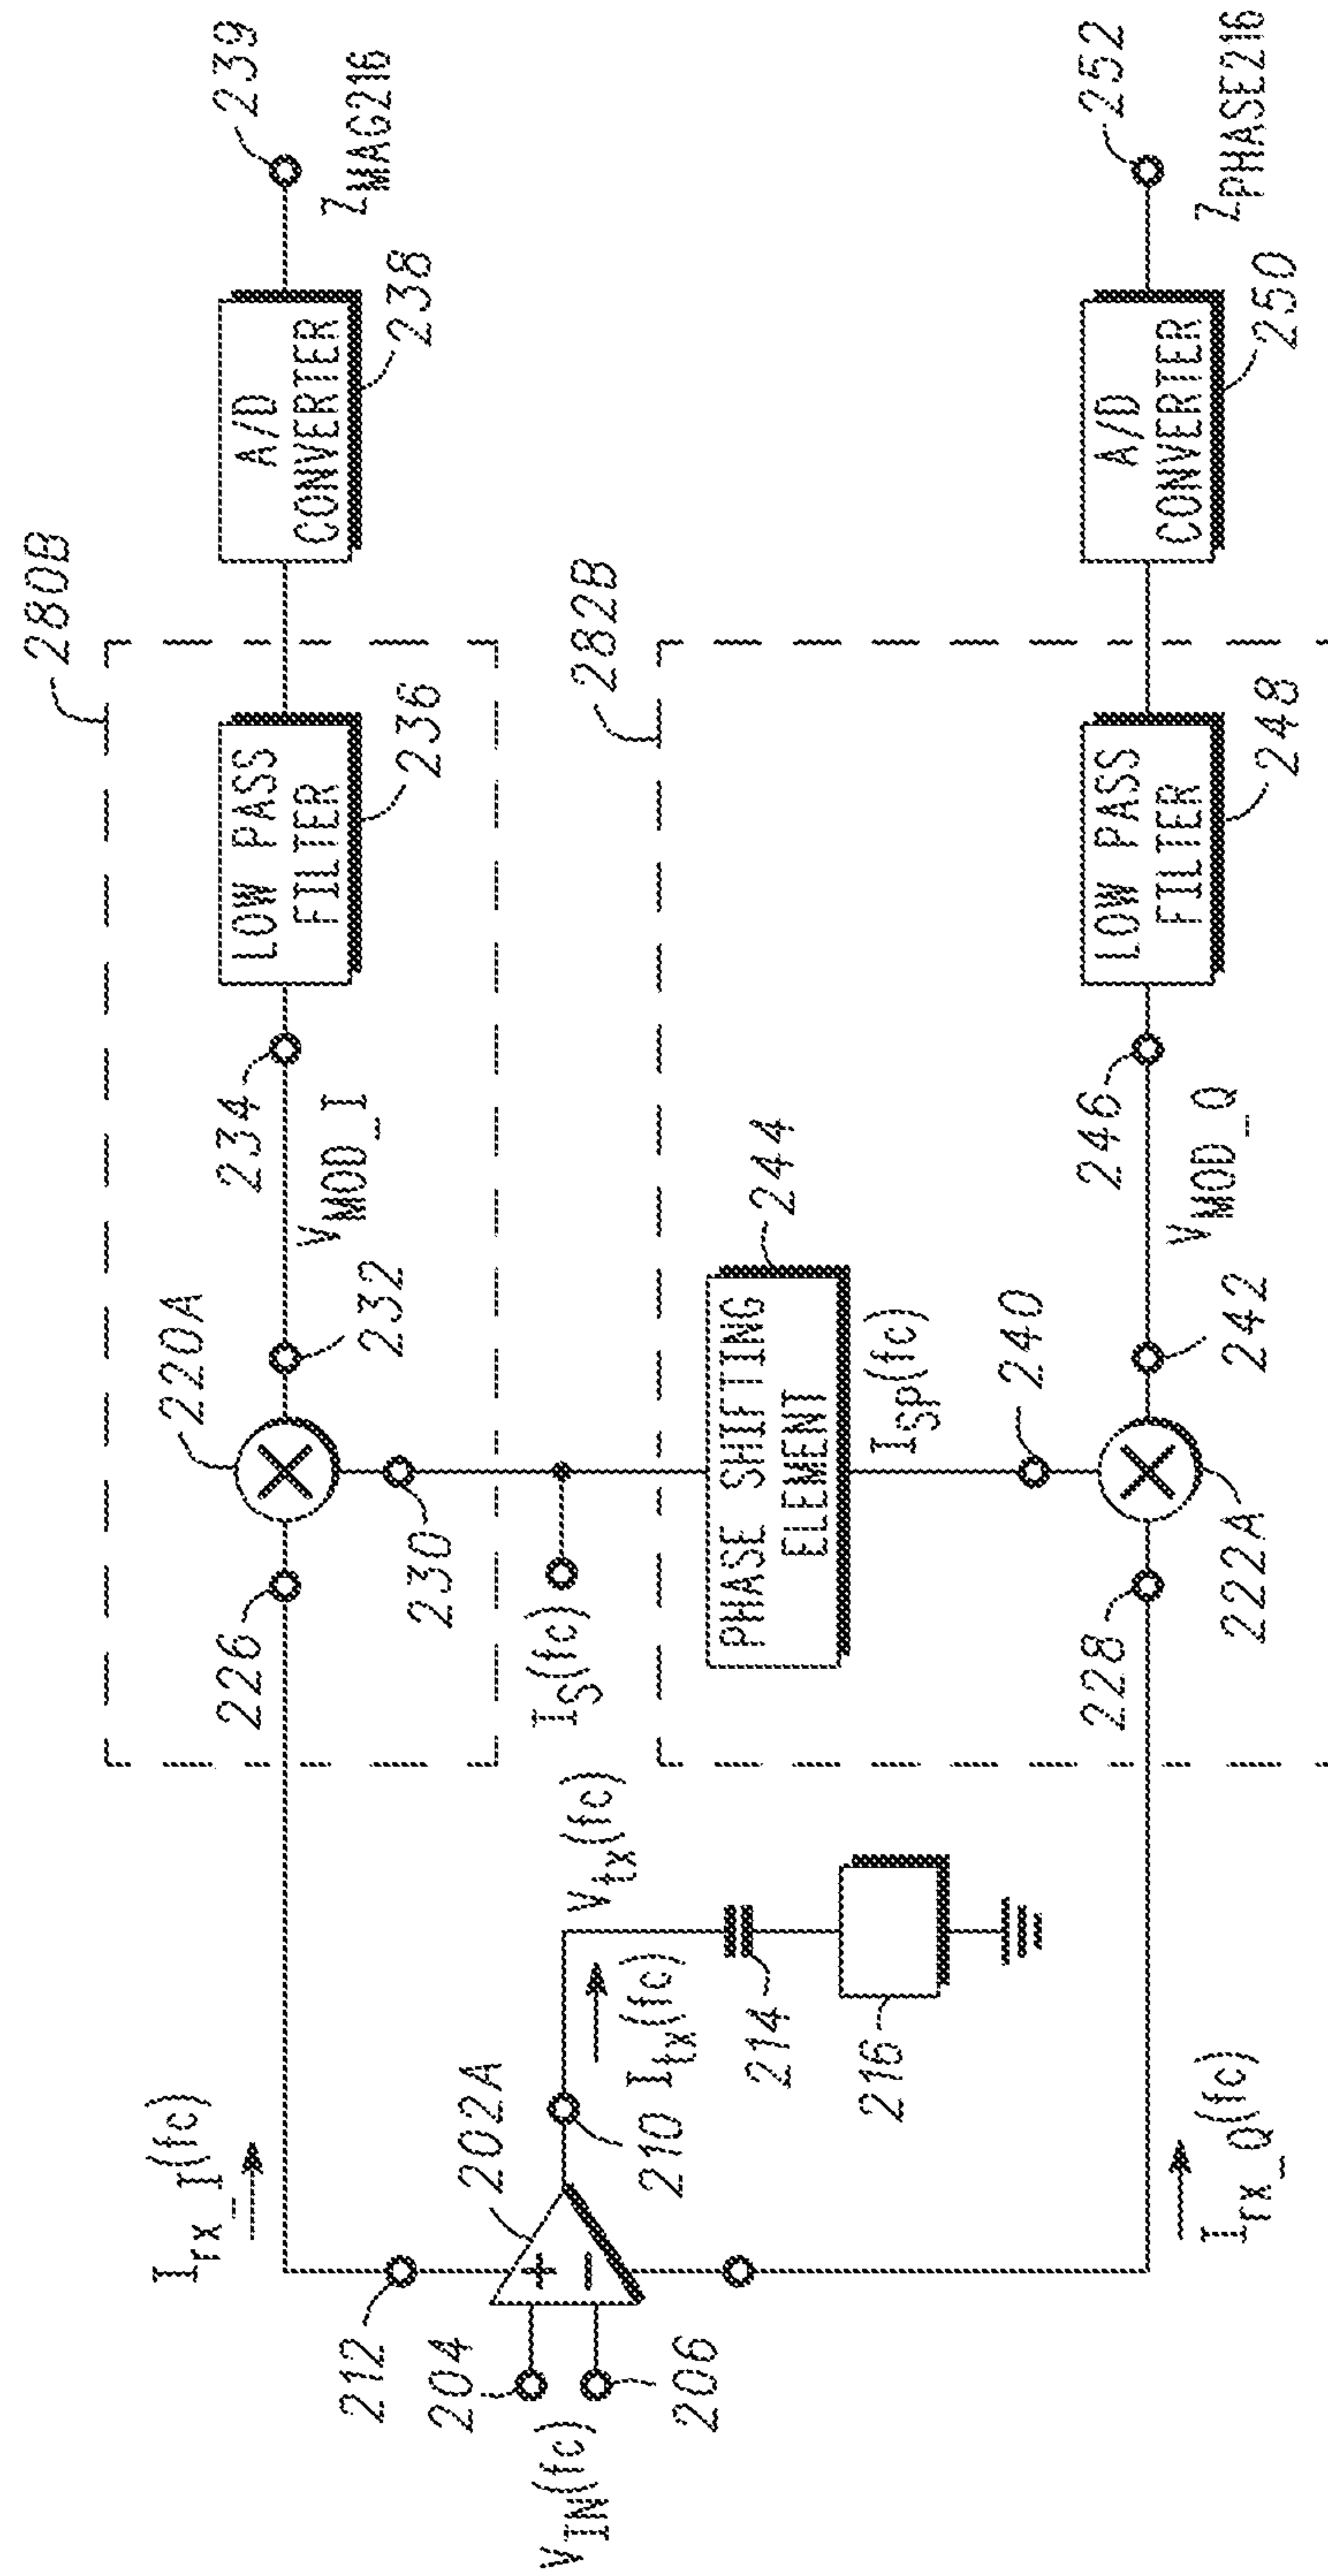 280B
220A
226
232
234
V_MOD_I
230
LOW PASS
FILTER
236
A/D
CONVERTER
238
239
Z_MAG216
I_rx_I(fc)
212
204
V_IN(fc)
206
202A
210
I_tx(fc)
V_tx(fc)
214
216
I_S(fc)
282B
PHASE SHIFTING
ELEMENT
244
I_SP(fc)
240
I_rx_Q(fc)
228
222A
242
V_MOD_Q
246
LOW PASS
FILTER
248
A/D
CONVERTER
250
252
Z_PHASE216